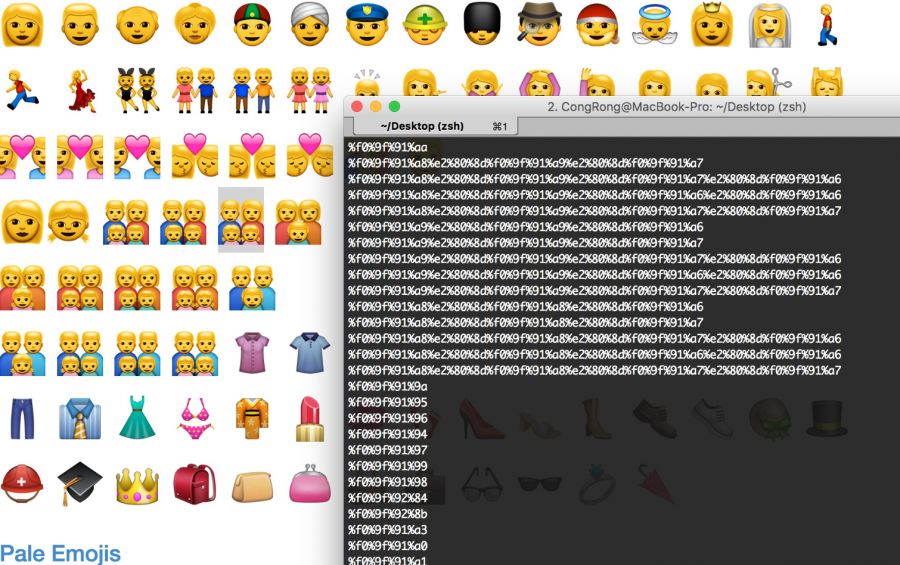 2. CongRong@MacBook-Pro: ~/Desktop (zsh)
~/Desktop (zsh) ⌘1
%f0%9f%91%aa
%f0%9f%91%a8%e2%80%8d%f0%9f%91%a9%e2%80%8d%f0%9f%91%a7
%f0%9f%91%a8%e2%80%8d%f0%9f%91%a9%e2%80%8d%f0%9f%91%a7%e2%80%8d%f0%9f%91%a6
%f0%9f%91%a8%e2%80%8d%f0%9f%91%a9%e2%80%8d%f0%9f%91%a6%e2%80%8d%f0%9f%91%a6
%f0%9f%91%a8%e2%80%8d%f0%9f%91%a9%e2%80%8d%f0%9f%91%a7%e2%80%8d%f0%9f%91%a7
%f0%9f%91%a9%e2%80%8d%f0%9f%91%a9%e2%80%8d%f0%9f%91%a6
%f0%9f%91%a9%e2%80%8d%f0%9f%91%a9%e2%80%8d%f0%9f%91%a7
%f0%9f%91%a9%e2%80%8d%f0%9f%91%a9%e2%80%8d%f0%9f%91%a7%e2%80%8d%f0%9f%91%a6
%f0%9f%91%a9%e2%80%8d%f0%9f%91%a9%e2%80%8d%f0%9f%91%a6%e2%80%8d%f0%9f%91%a6
%f0%9f%91%a9%e2%80%8d%f0%9f%91%a9%e2%80%8d%f0%9f%91%a7%e2%80%8d%f0%9f%91%a7
%f0%9f%91%a8%e2%80%8d%f0%9f%91%a8%e2%80%8d%f0%9f%91%a6
%f0%9f%91%a8%e2%80%8d%f0%9f%91%a8%e2%80%8d%f0%9f%91%a7
%f0%9f%91%a8%e2%80%8d%f0%9f%91%a8%e2%80%8d%f0%9f%91%a7%e2%80%8d%f0%9f%91%a6
%f0%9f%91%a8%e2%80%8d%f0%9f%91%a8%e2%80%8d%f0%9f%91%a6%e2%80%8d%f0%9f%91%a6
%f0%9f%91%a8%e2%80%8d%f0%9f%91%a8%e2%80%8d%f0%9f%91%a7%e2%80%8d%f0%9f%91%a7
%f0%9f%91%9a
%f0%9f%91%95
%f0%9f%91%96
%f0%9f%91%94
%f0%9f%91%97
%f0%9f%91%99
%f0%9f%91%98
%f0%9f%92%84
%f0%9f%92%8b
%f0%9f%91%a3
%f0%9f%91%a0
%f0%9f%91%a1
Pale Emojis